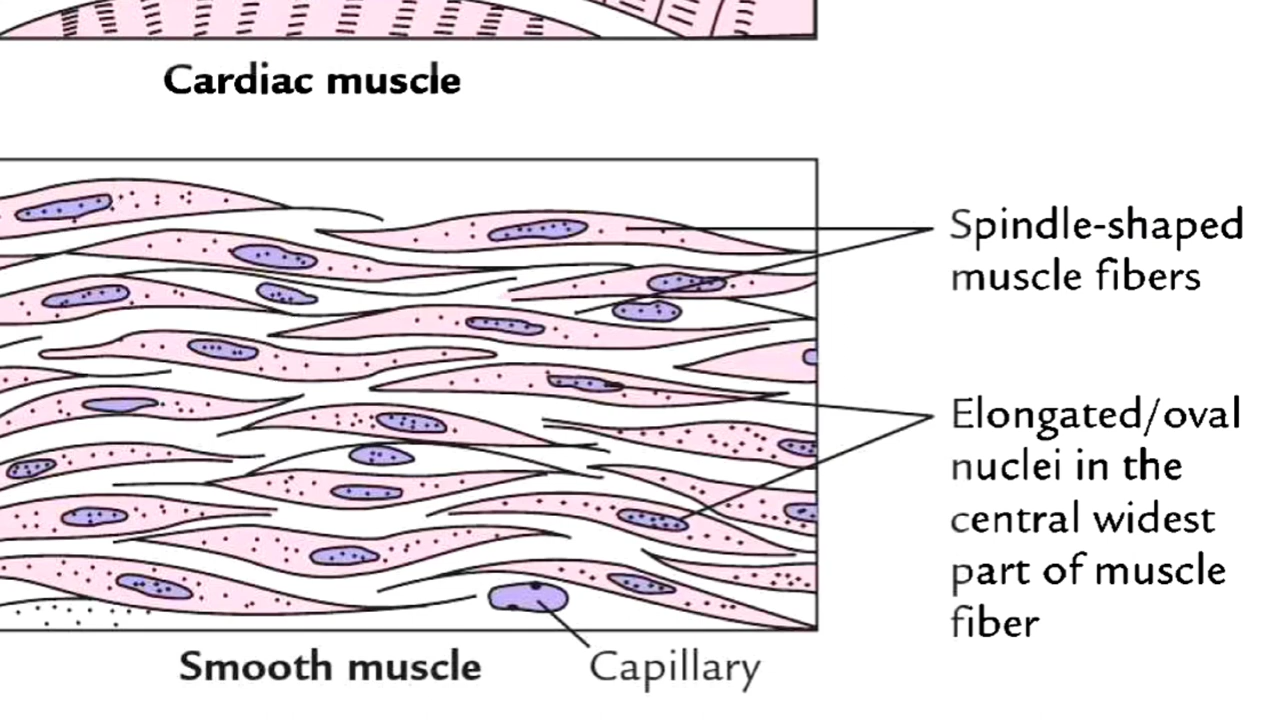 Cardiac muscle
Spindle-shaped
muscle fibers
Elongated/oval
nuclei in the
central widest
part of muscle
fiber
Smooth muscle
Capillary